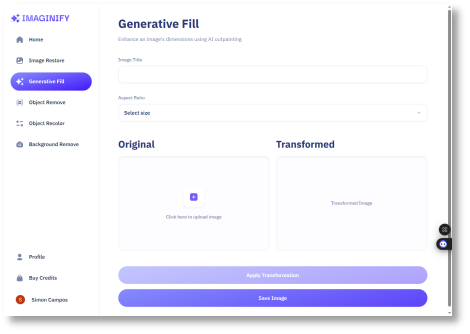 IMAGINIFY
Home
Image Restore
Generative Fill
Object Remove
Object Recolor
Background Remove
Profile
Buy Credits
S
Simon Campos
Generative Fill
Enhance an image's dimensions using AI outpainting
Image Title
Aspect Ratio
Select size
Original
Transformed
Click here to upload image
Transformed Image
Apply Transformation
Save Image